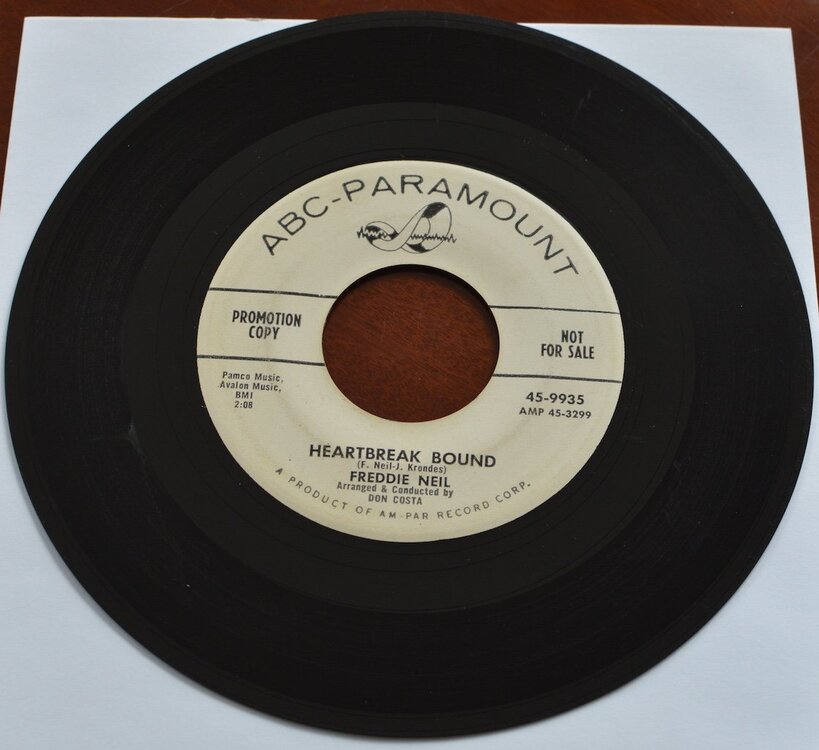 ABC-PARAMOUNT
PROMOTION
COPY
NOT
FOR SALE
Pamco Music,
Avalon Music,
BMI
2:08
45-9935
AMP 45-3299
HEARTBREAK BOUND
(F. Neil-J. Krondes)
FREDDIE NEIL
Arranged & Conducted by
DON COSTA
A PRODUCT OF AM-PAR RECORD CORP.